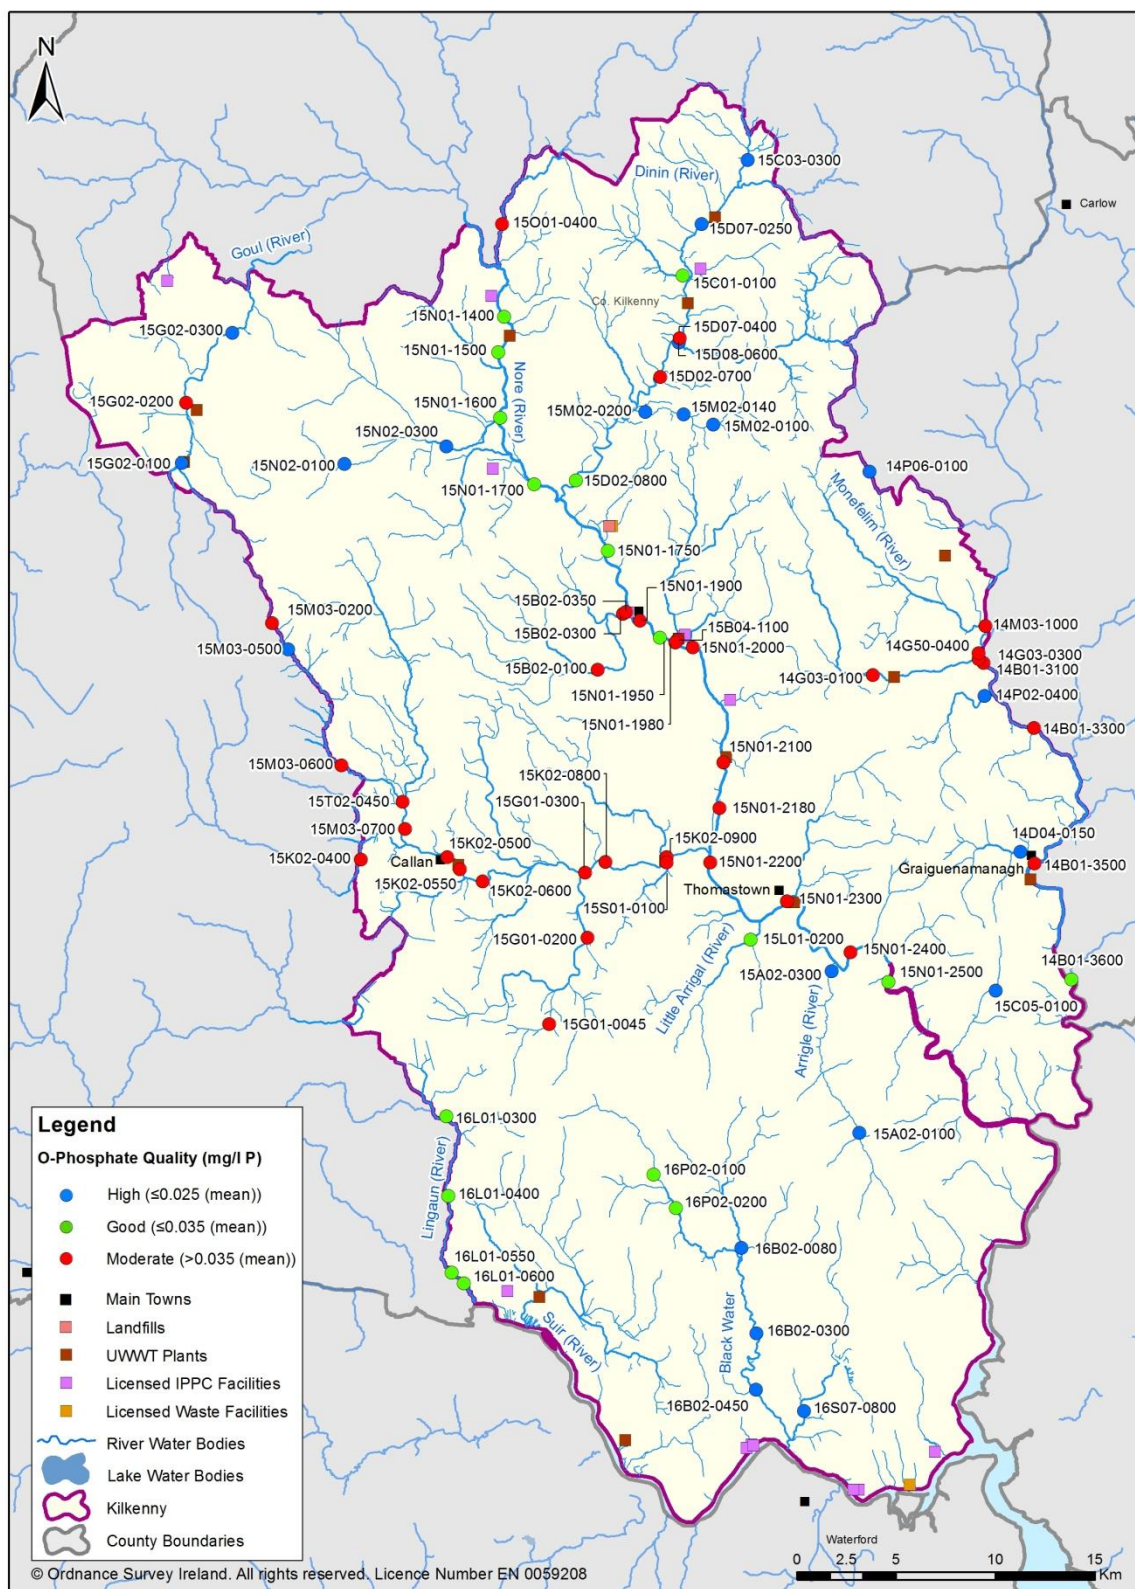 N
15C03-0300
Dinin (River)
Carlow
15O01-0400
15D07-0250
Goul (River)
15C01-0100
Co. Kilkenny
15N01-1400
15G02-0300
15D07-0400
15N01-1500
15D08-0600
Nore (River)
15D02-0700
15G02-0200
15N01-1600
15M02-0200
15M02-0140
15M02-0100
15N02-0300
15G02-0100
15N02-0100
14P06-0100
15N01-1700
15D02-0800
Monefelim (River)
15N01-1750
15N01-1900
15B02-0350
15M03-0200
15B02-0300
15B04-1100
14M03-1000
15M03-0500
15N01-2000
14G50-0400
14G03-0300
15B02-0100
14B01-3100
14G03-0100
15N01-1950
14P02-0400
15N01-1980
14B01-3300
15N01-2100
15M03-0600
15K02-0800
15T02-0450
15G01-0300
15N01-2180
15M03-0700
14D04-0150
15K02-0500
15K02-0900
15K02-0400
Callan
15N01-2200
14B01-3500
Graiguenamanagh
15K02-0550
15K02-0600
Thomastown
15S01-0100
15N01-2300
15G01-0200
15L01-0200
15N01-2400
14B01-3600
15A02-0300
15N01-2500
15C05-0100
Little Arrigal (River)
Arrigle (River)
15G01-0045
16L01-0300
15A02-0100
16P02-0100
Lingaun (River)
16L01-0400
16P02-0200
16B02-0080
16L01-0550
16L01-0600
Suir (River)
Black Water
16B02-0300
16B02-0450
16S07-0800
Waterford
Legend
O-Phosphate Quality (mg/l P)
High (≤0.025 (mean))
Good (≤0.035 (mean))
Moderate (>0.035 (mean))
Main Towns
Landfills
UWWT Plants
Licensed IPPC Facilities
Licensed Waste Facilities
River Water Bodies
Lake Water Bodies
Kilkenny
County Boundaries
0 2.5 5 10 15
Km
© Ordnance Survey Ireland. All rights reserved. Licence Number EN 0059208